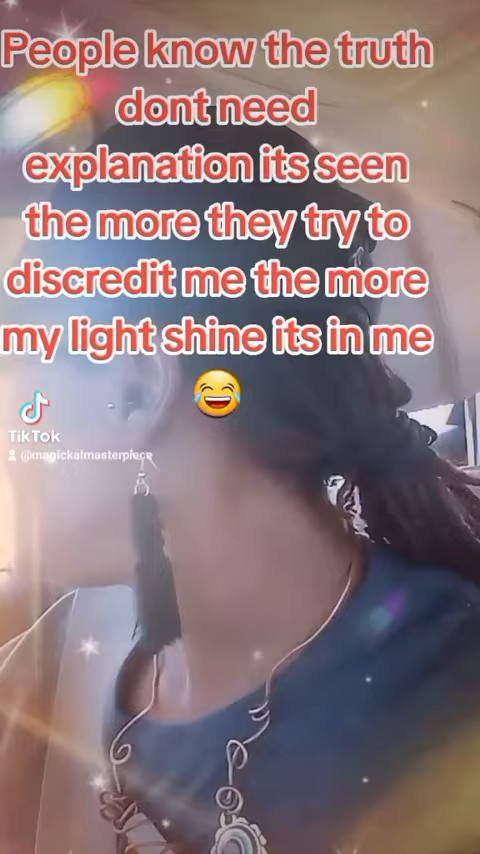 People know the truth
dont need
explanation its seen
the more they try to
discredit me the more
my light shine its in me
😂
TikTok
@magickalmasterpiece